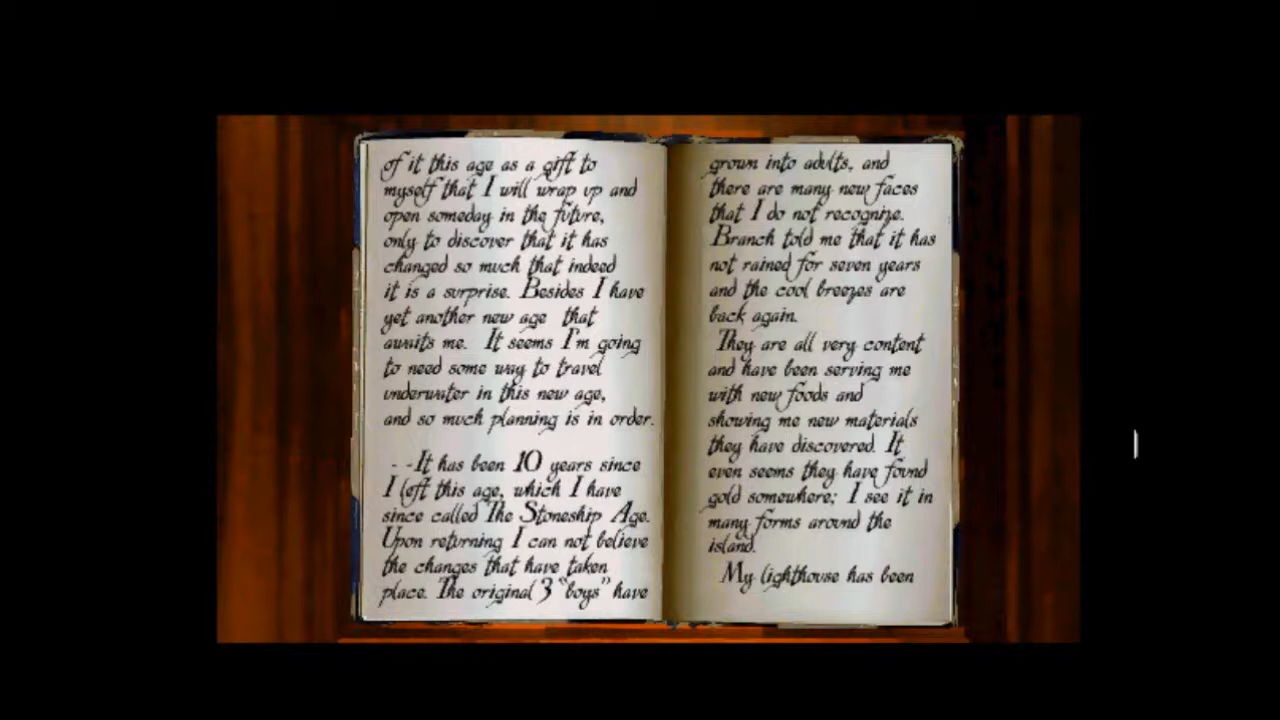 of it this age as a gift to
myself that I will wrap up and
open someday in the future,
only to discover that it has
changed so much that indeed
it is a surprise. Besides I have
yet another new age that
awaits me. It seems I'm going
to need some way to travel
underwater in this new age,
and so much planning is in order.
- -It has been 10 years since
I left this age, which I have
since called The Stoneship Age.
Upon returning I can not believe
the changes that have taken
place. The original 3 "boys" have
grown into adults, and
there are many new faces
that I do not recognize.
Branch told me that it has
not rained for seven years
and the cool breezes are
back again.
They are all very content
and have been serving me
with new foods and
showing me new materials
they have discovered. It
even seems they have found
gold somewhere; I see it in
many forms around the
island.
My lighthouse has been